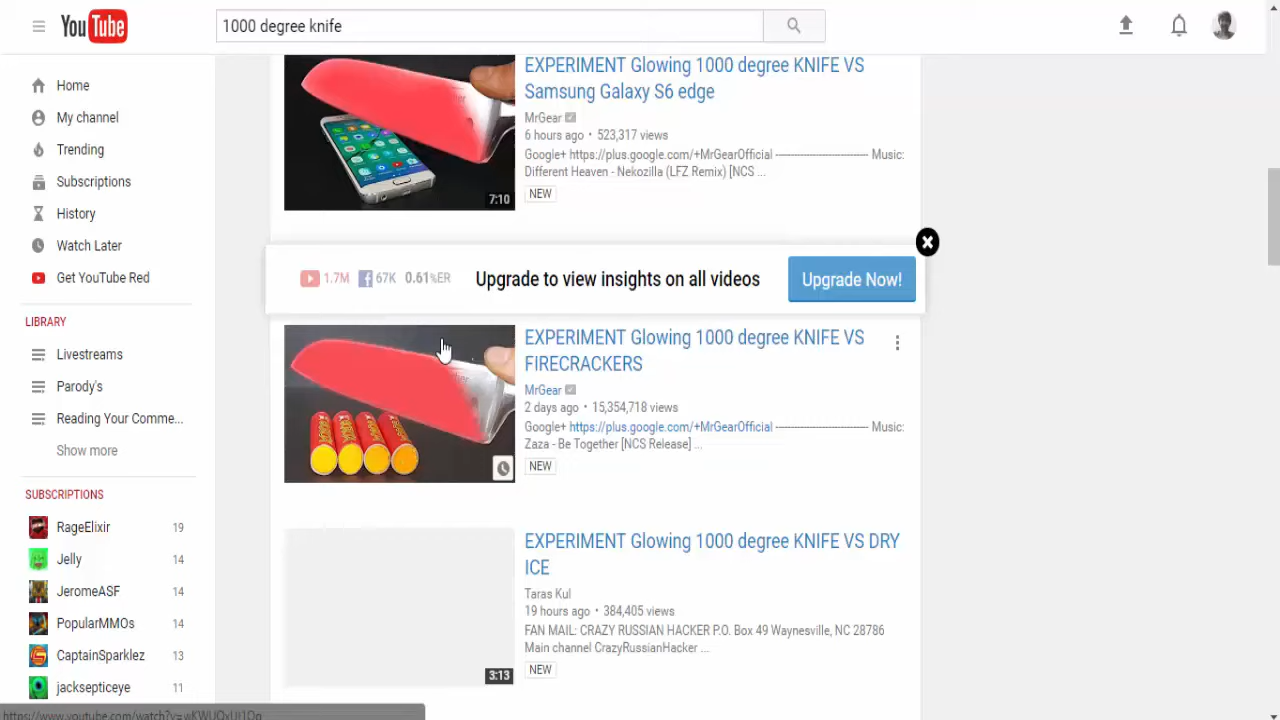 YouTube
1000 degree knife
Home
My channel
Trending
Subscriptions
History
Watch Later
Get YouTube Red
LIBRARY
Livestreams
Parody's
Reading Your Comme...
Show more
SUBSCRIPTIONS
RageElixir 19
Jelly 14
JeromeASF 14
PopularMMOs 14
CaptainSparklez 13
jacksepticeye 11
EXPERIMENT Glowing 1000 degree KNIFE VS
Samsung Galaxy S6 edge
MrGear
6 hours ago • 523,317 views
Google+ https://plus.google.com/+MrGearOfficial ------------------------------ Music:
Different Heaven - Nekozilla (LFZ Remix) [NCS ...
NEW
7:10
1.7M 67K 0.61%ER Upgrade to view insights on all videos Upgrade Now!
EXPERIMENT Glowing 1000 degree KNIFE VS
FIRECRACKERS
MrGear
2 days ago • 15,354,718 views
Google+ https://plus.google.com/+MrGearOfficial ------------------------------ Music:
Zaza - Be Together [NCS Release] ...
NEW
EXPERIMENT Glowing 1000 degree KNIFE VS DRY
ICE
Taras Kul
19 hours ago • 384,405 views
FAN MAIL: CRAZY RUSSIAN HACKER P.O. Box 49 Waynesville, NC 28786
Main channel CrazyRussianHacker ...
NEW
3:13